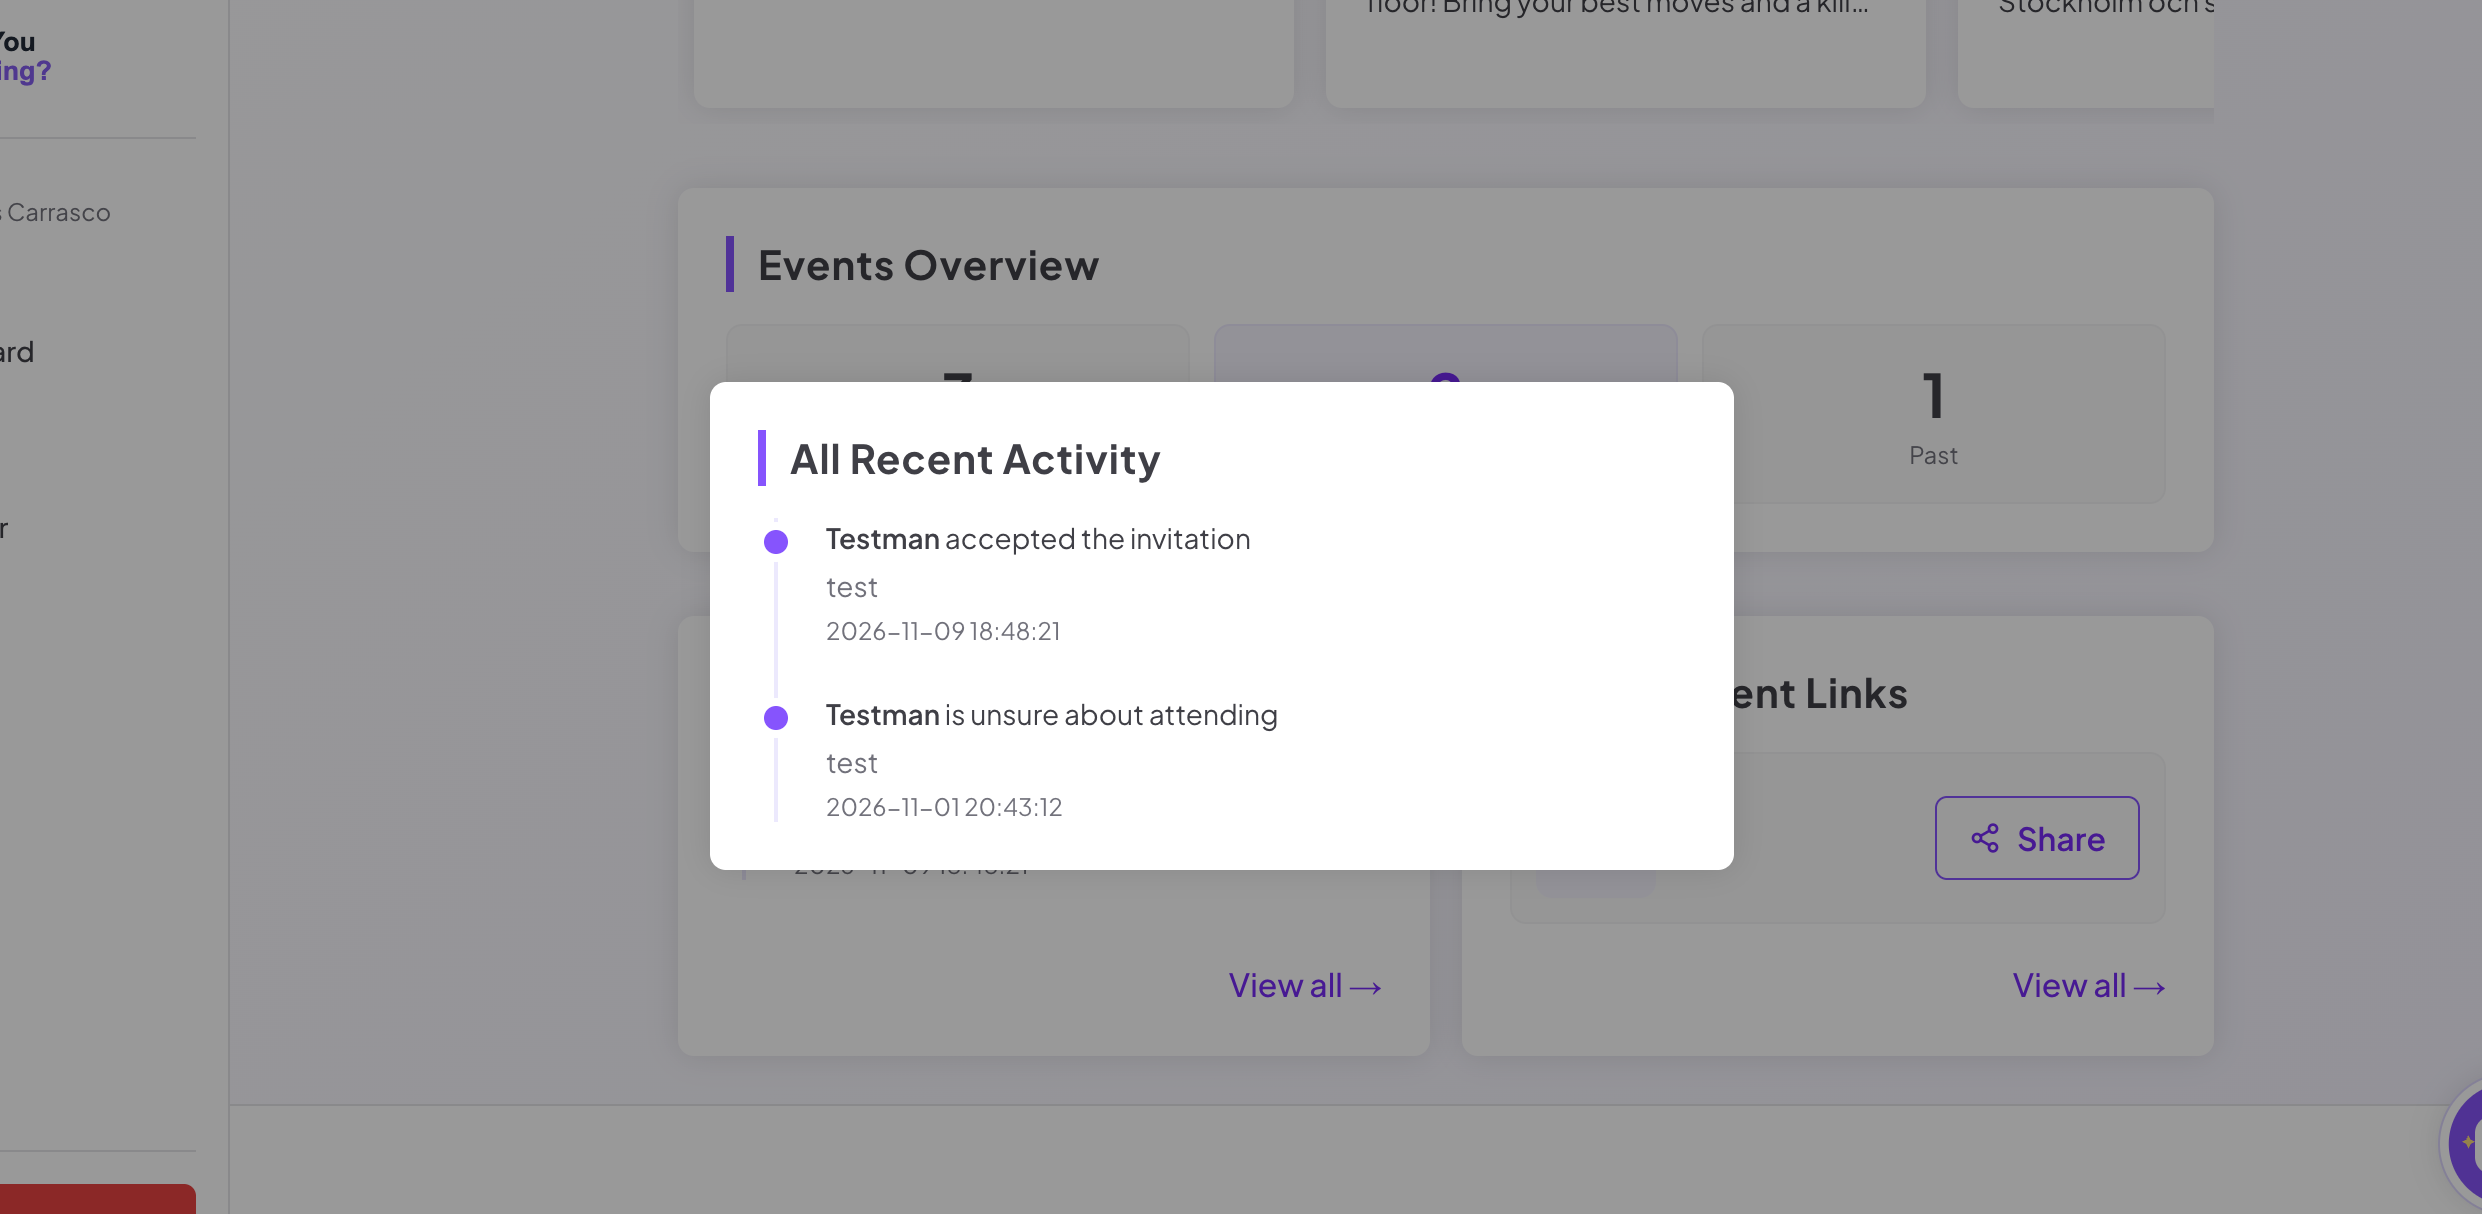 You
ing?
Carrasco
ard
r
floor! Bring your best moves and a kill...
Stockholm och s
Events Overview
1
Past
All Recent Activity
Testman accepted the invitation
test
2026-11-09 18:48:21
Testman is unsure about attending
test
2026-11-01 20:43:12
ent Links
Share
View all →
View all →